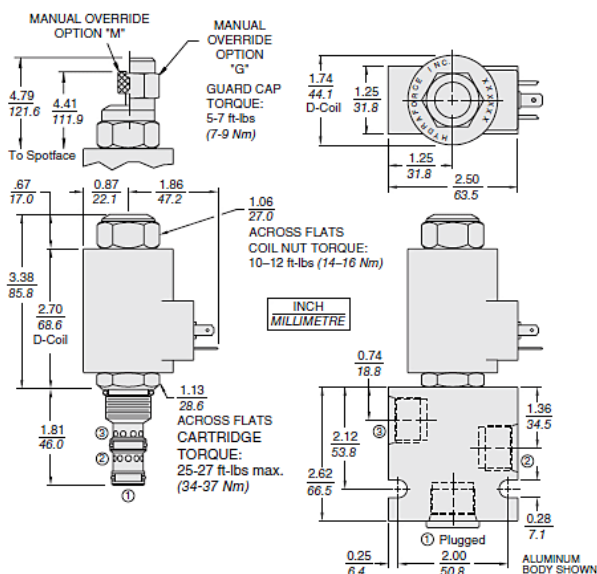 MANUAL OVERRIDE
OPTION "M"
MANUAL
OVERRIDE
OPTION
"G"
GUARD CAP
TORQUE:
5-7 ft-lbs
(7-9 Nm)
4.79
121.6
4.41
111.9
To Spotface
1.74
44.1
D-Coil
1.25
31.8
HYDRAFORCE INC. XXXXXX
1.25
31.8
2.50
63.5
.67
17.0
0.87
22.1
1.86
47.2
1.06
27.0
ACROSS FLATS
COIL NUT TORQUE:
10–12 ft-lbs (14–16 Nm)
3.38
85.8
2.70
68.6
D-Coil
INCH
MILLIMETRE
1.13
28.6
ACROSS FLATS
CARTRIDGE
TORQUE:
25-27 ft-lbs max.
(34-37 Nm)
1.81
46.0
③
②
①
0.74
18.8
③
2.12
53.8
2.62
66.5
1.36
34.5
②
0.28
7.1
① Plugged
0.25
6.4
2.00
50.8
ALUMINUM
BODY SHOWN